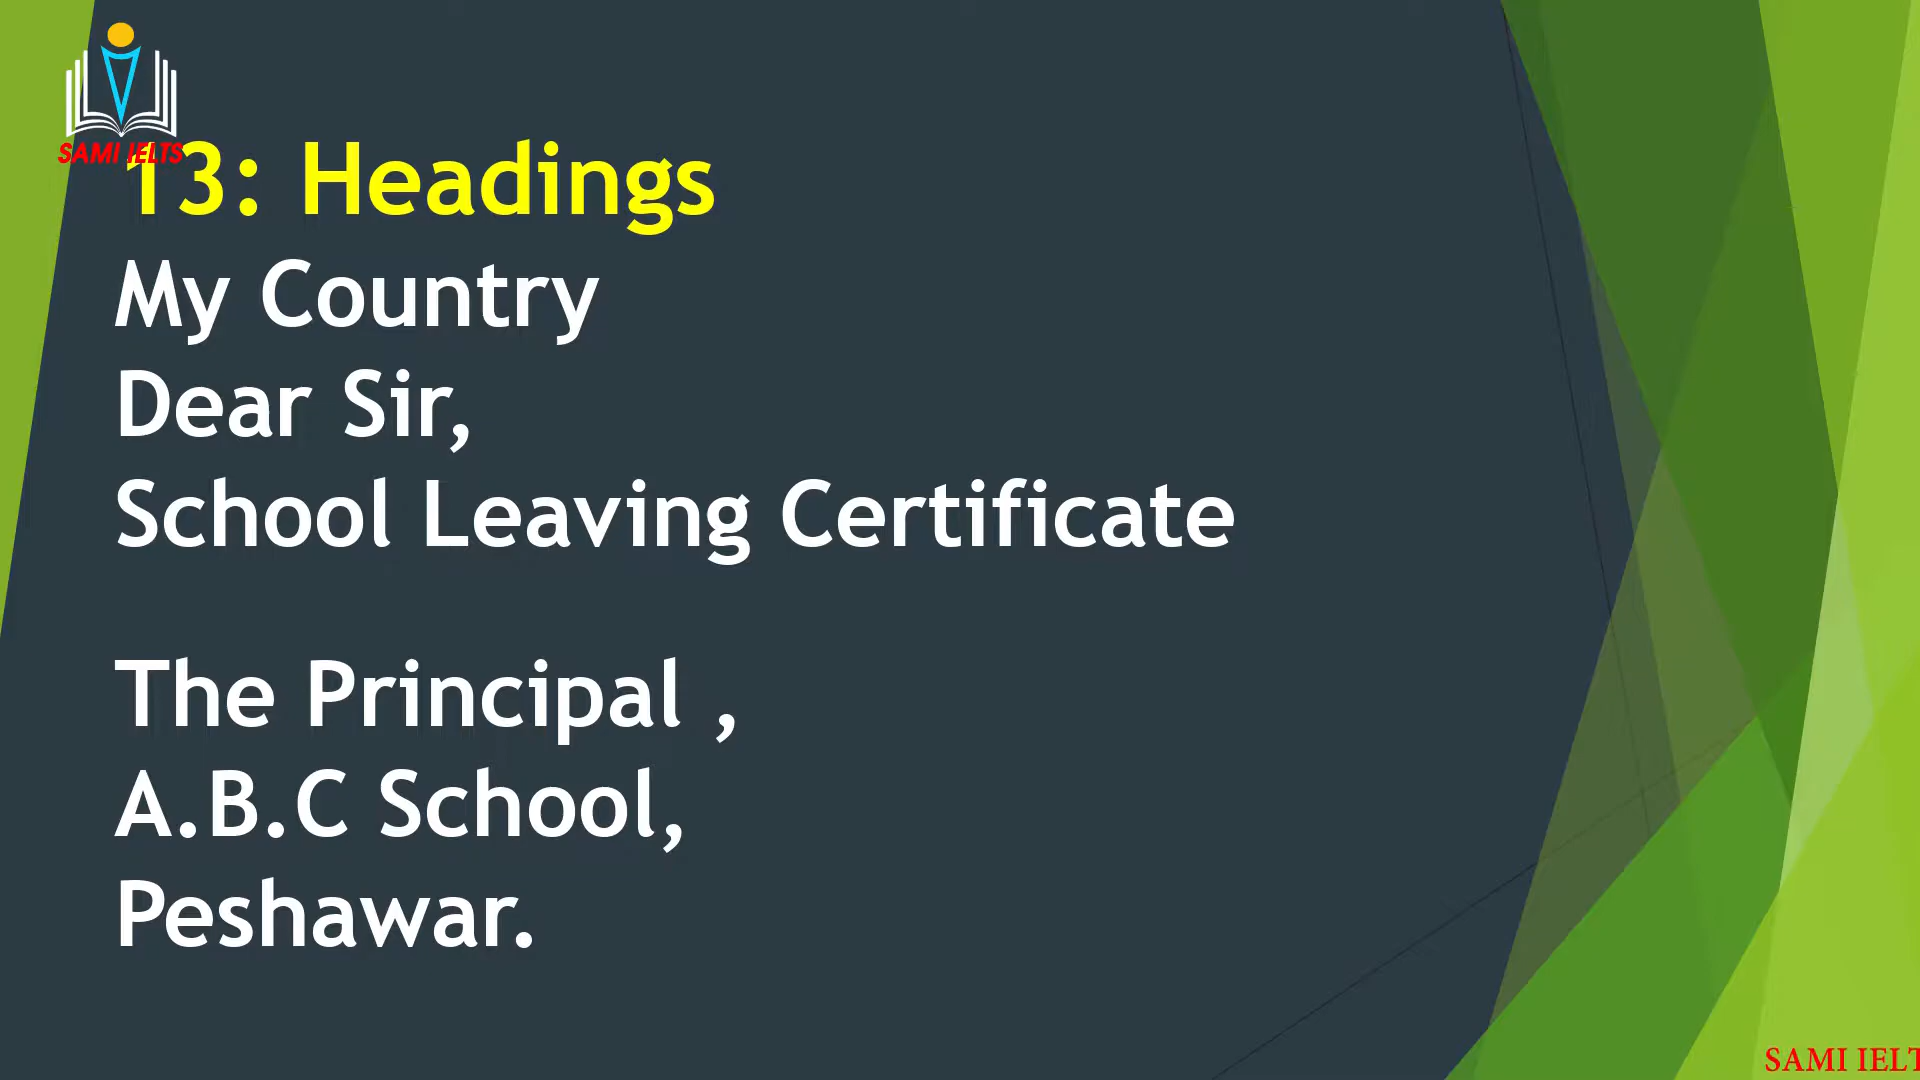 SAMI IELTS
13: Headings
My Country
Dear Sir,
School Leaving Certificate
The Principal ,
A.B.C School,
Peshawar.
SAMI IELT